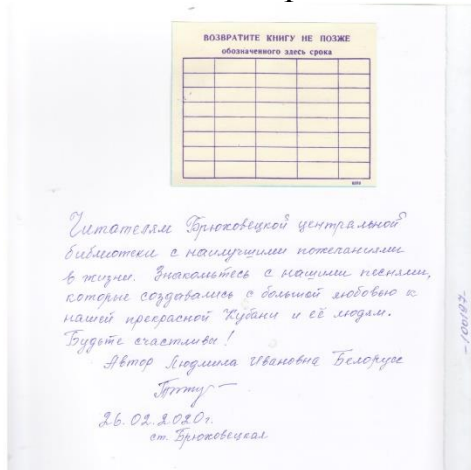 ВОЗВРАТИТЕ КНИГУ НЕ ПОЗЖЕ
обозначенного здесь срока
Читателям Брюховецкой центральной
библиотеки с наилучшими пожеланиями
в жизни. Знакомьтесь с нашими песнями,
которые создавались с большой любовью к
нашей прекрасной Кубани и её людям.
Будьте счастливы!
Автор Людмила Ивановна Белорус
26.02.2020г.
ст. Брюховецкая
-100192-